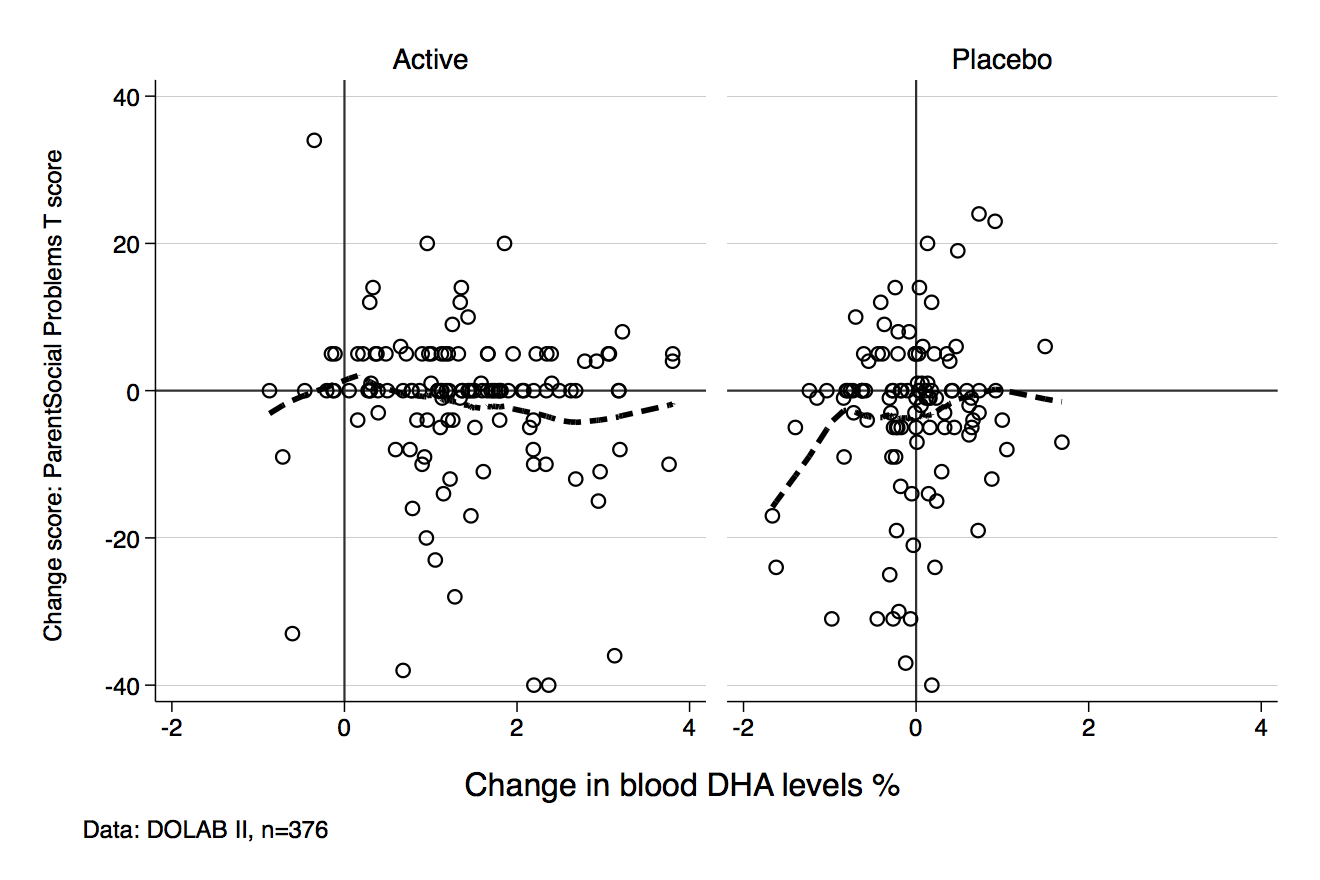 Active
Placebo
Change score: ParentSocial Problems T score
40
20
0
-20
-40
-2
0
2
4
-2
0
2
4
Change in blood DHA levels %
Data: DOLAB II, n=376